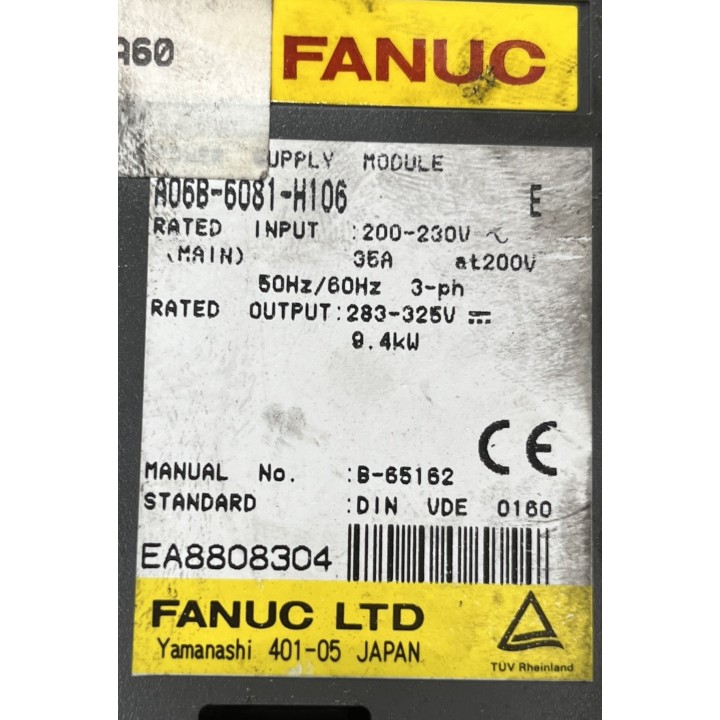 A60
FANUC
SUPPLY MODULE
A06B-6081-H106 E
RATED INPUT :200-230V
(MAIN) 35A at200V
50Hz/60Hz 3-ph
RATED OUTPUT:283-325V
9.4kW
CE
MANUAL No. :B-65162
STANDARD :DIN VDE 0160
EA8808304
FANUC LTD
Yamanashi 401-05 JAPAN
TÜV Rheinland